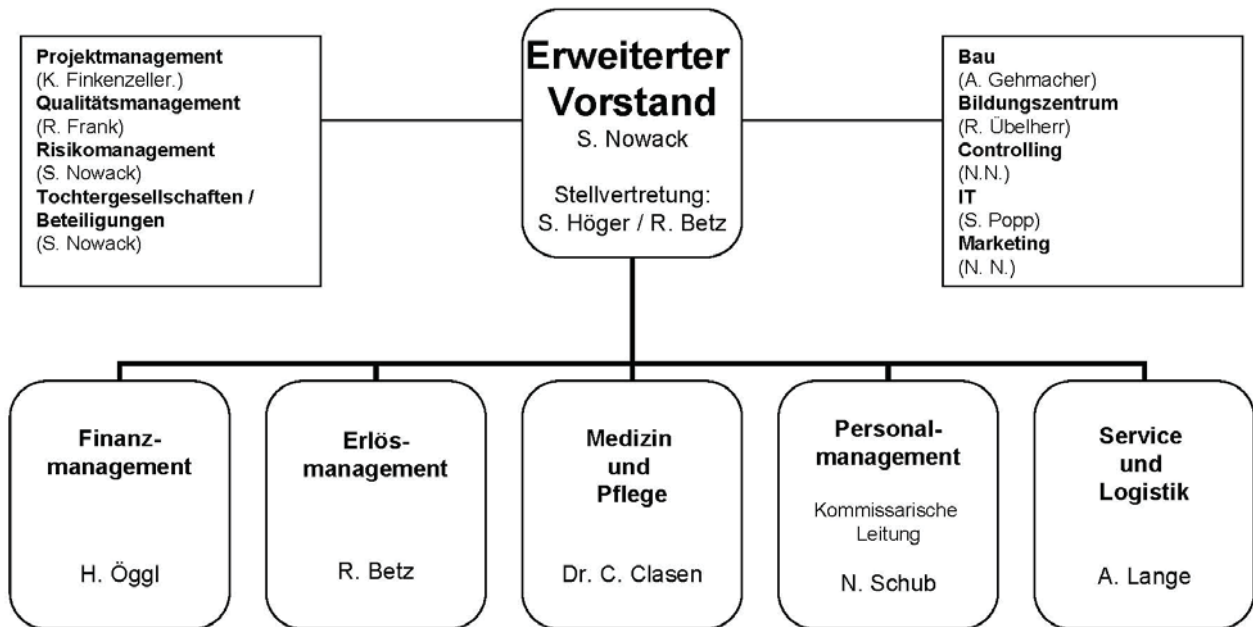 Projektmanagement
(K. Finkenzeller.)
Qualitätsmanagement
(R. Frank)
Risikomanagement
(S. Nowack)
Tochtergesellschaften /
Beteiligungen
(S. Nowack)
Erweiterter
Vorstand
S. Nowack
Stellvertretung:
S. Höger / R. Betz
Bau
(A. Gehmacher)
Bildungszentrum
(R. Übelherr)
Controlling
(N.N.)
IT
(S. Popp)
Marketing
(N. N.)
Finanz-
management
H. Öggl
Erlös-
management
R. Betz
Medizin
und
Pflege
Dr. C. Clasen
Personal-
management
Kommissarische
Leitung
N. Schub
Service
und
Logistik
A. Lange